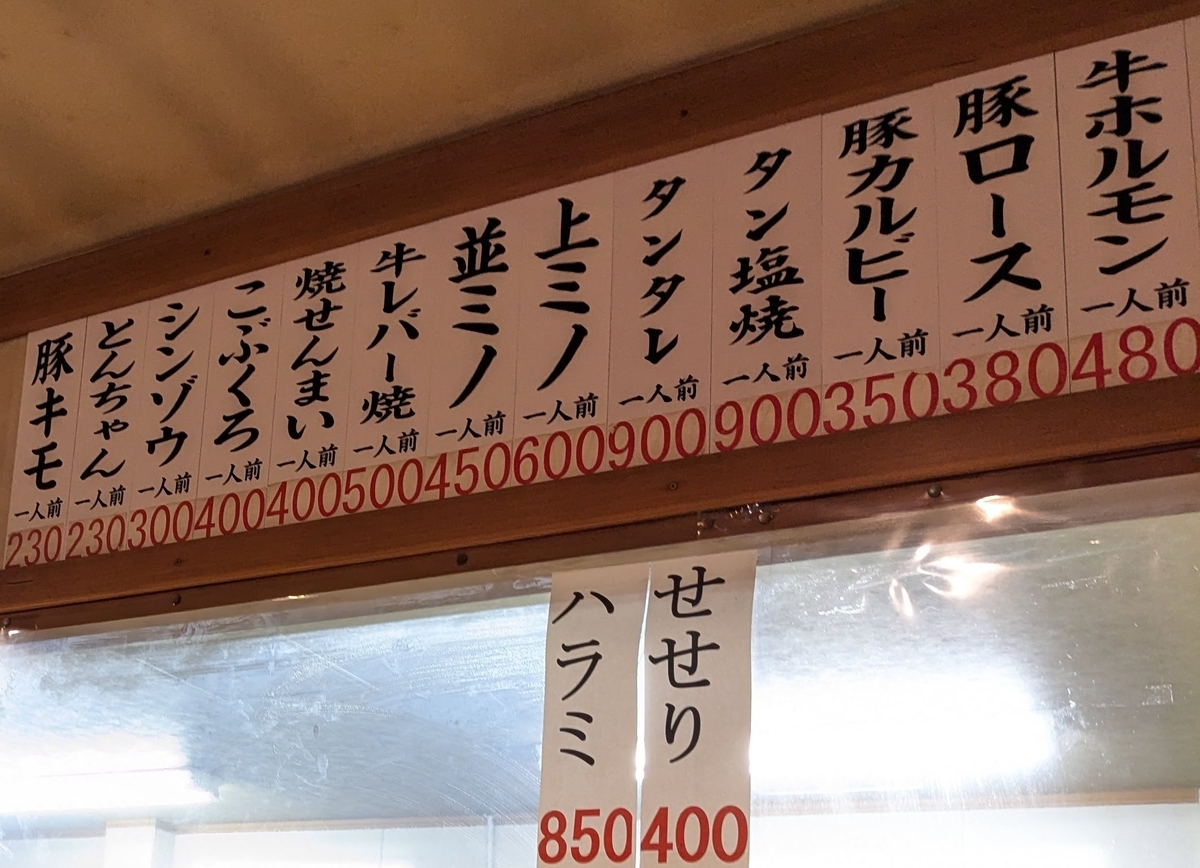 牛ホルモン 一人前 480
豚ロース 一人前 380
豚カルビー 一人前 350
タン塩焼 一人前 900
タンタレ 一人前 900
上ミノ 一人前 600
並ミノ 一人前 450
牛レバー焼 一人前 500
焼せんまい 一人前 400
こぶくろ 一人前 400
シンゾウ 一人前 300
とんちゃん 一人前 230
豚キモ 一人前 230
せせり 400
ハラミ 850